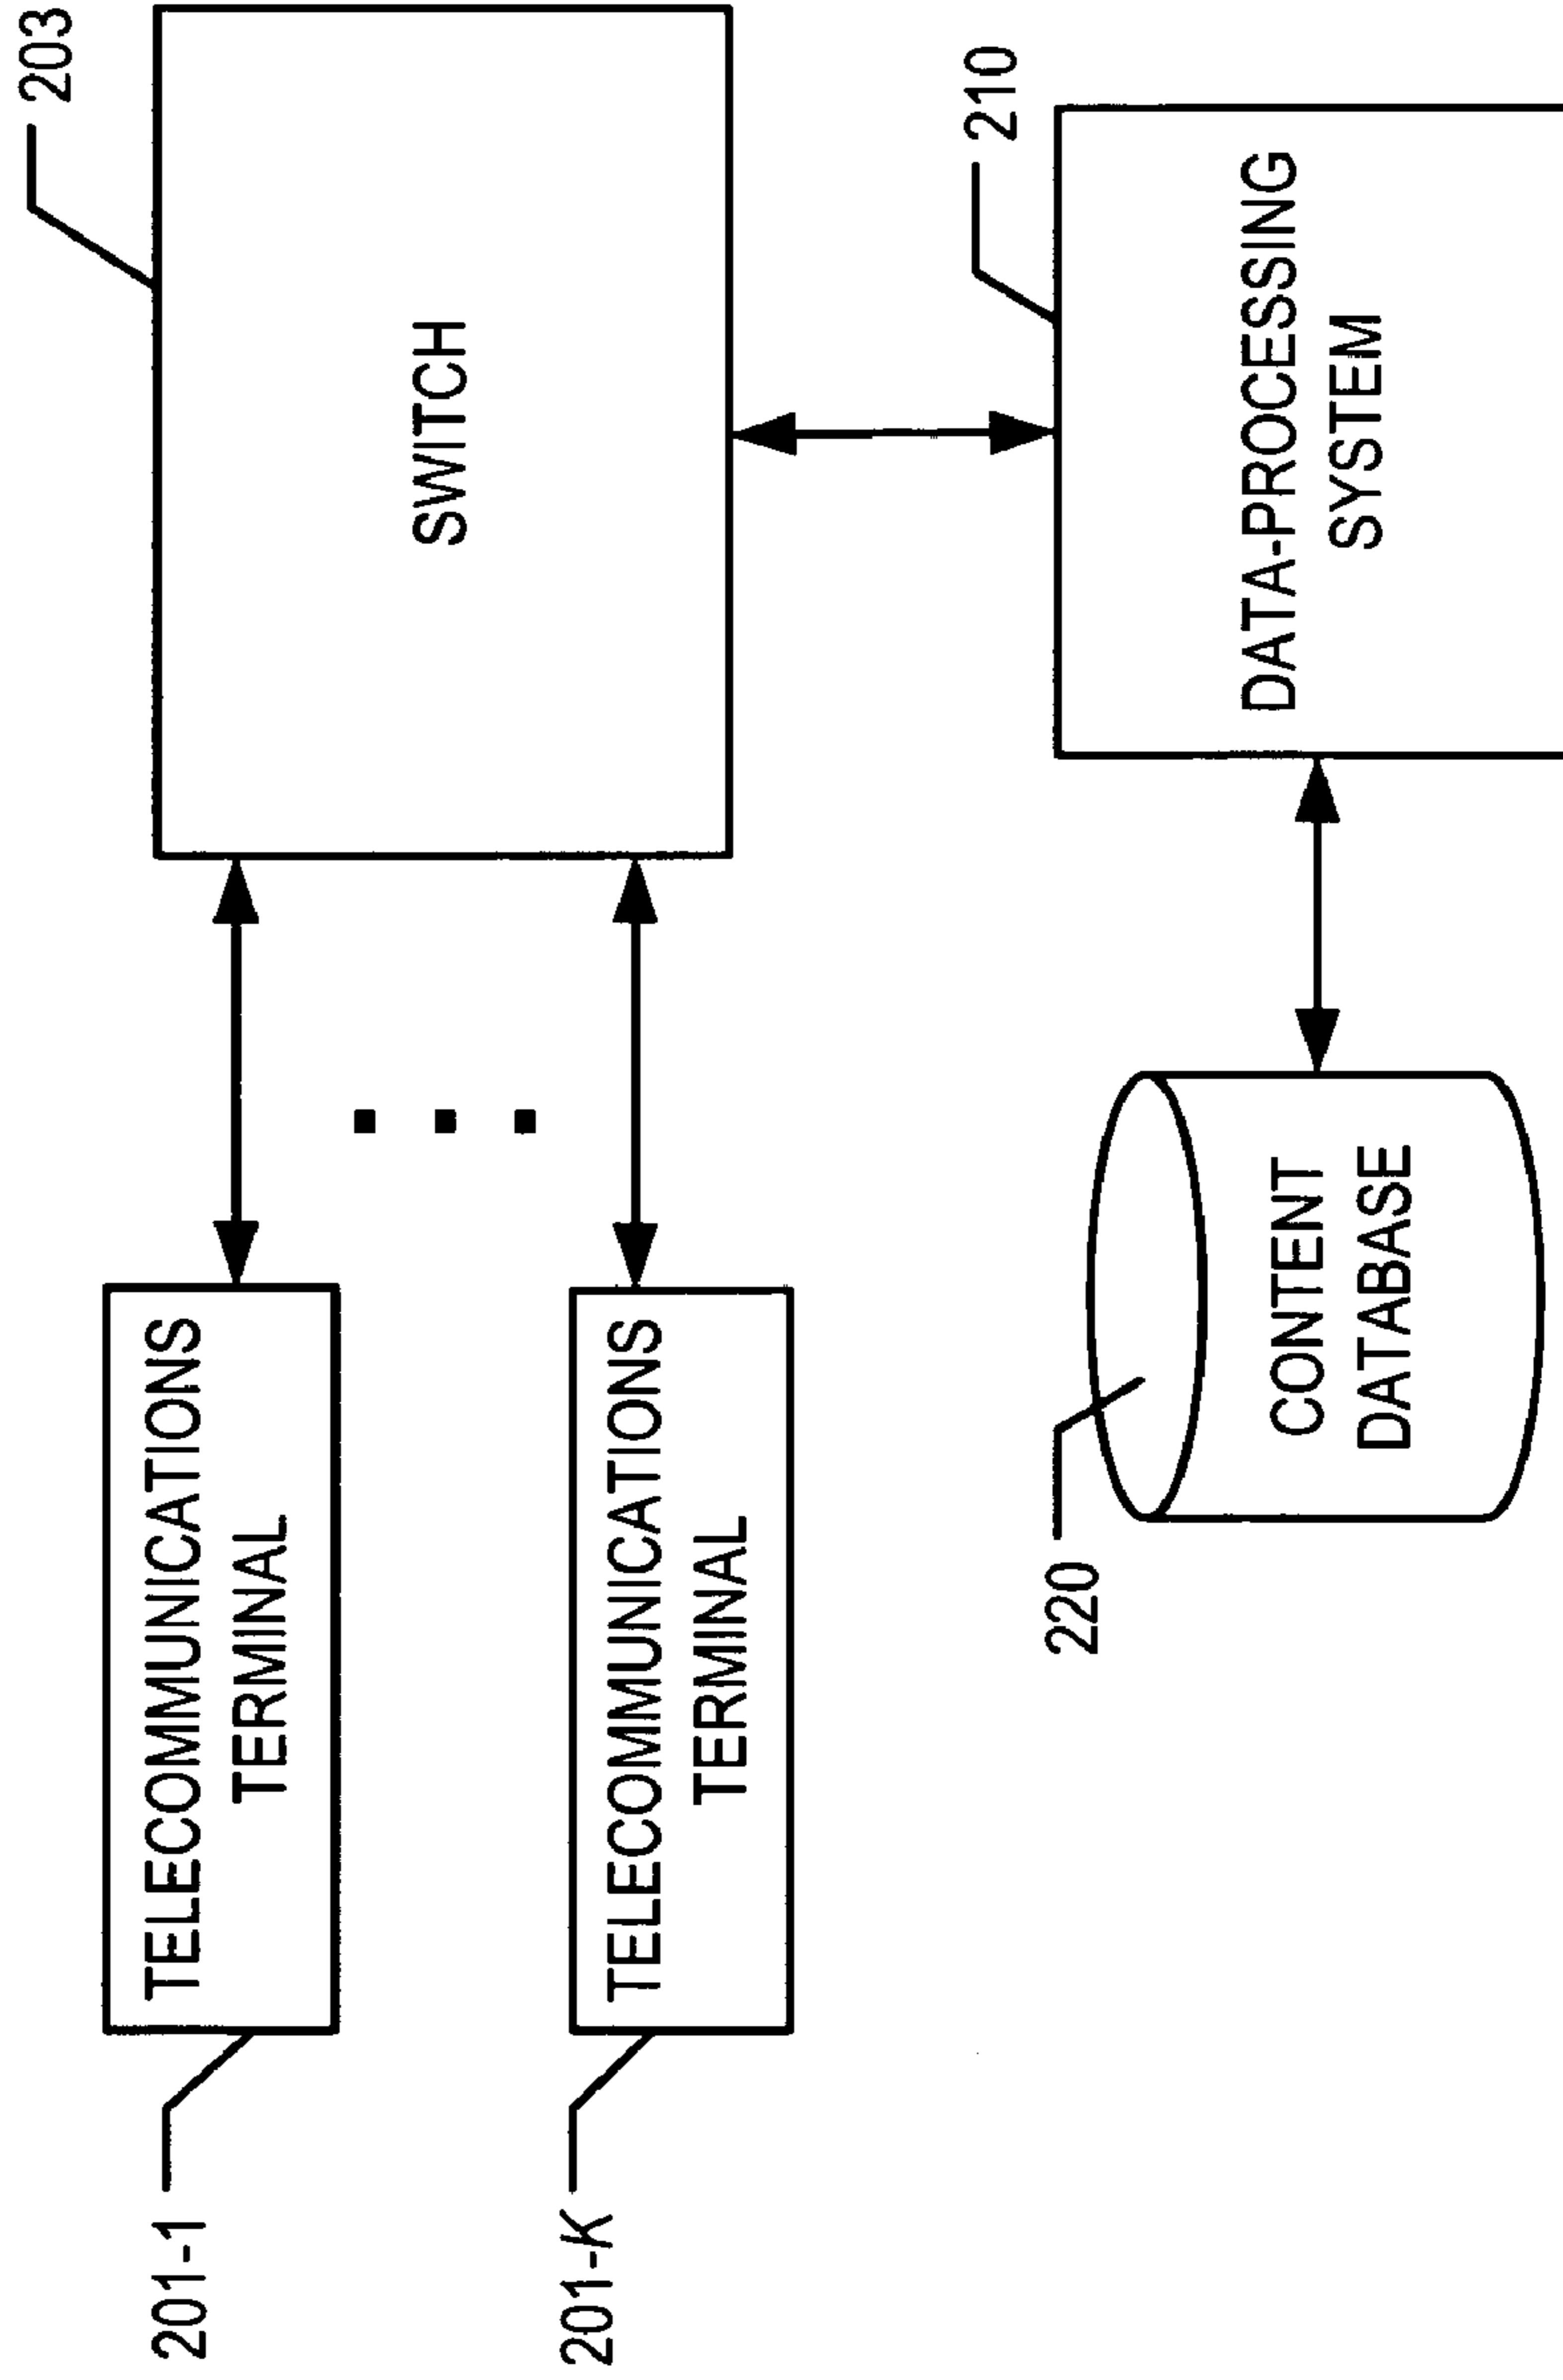 201-1
TELECOMMUNICATIONS
TERMINAL
203
SWITCH
201-K
TELECOMMUNICATIONS
TERMINAL
220
CONTENT
DATABASE
210
DATA-PROCESSING
SYSTEM